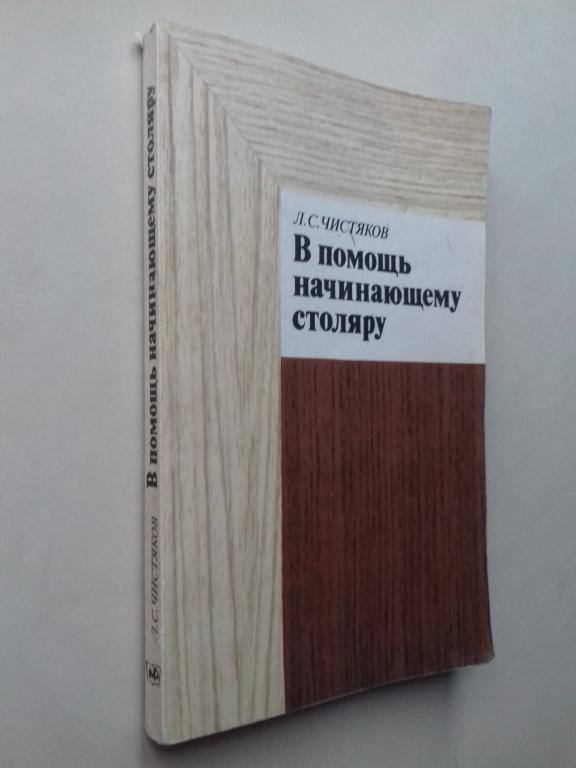 Л.С.ЧИСТЯКОВ
В помощь
начинающему
столяру
Л.С.ЧИСТЯКОВ В помощь начинающему столяру